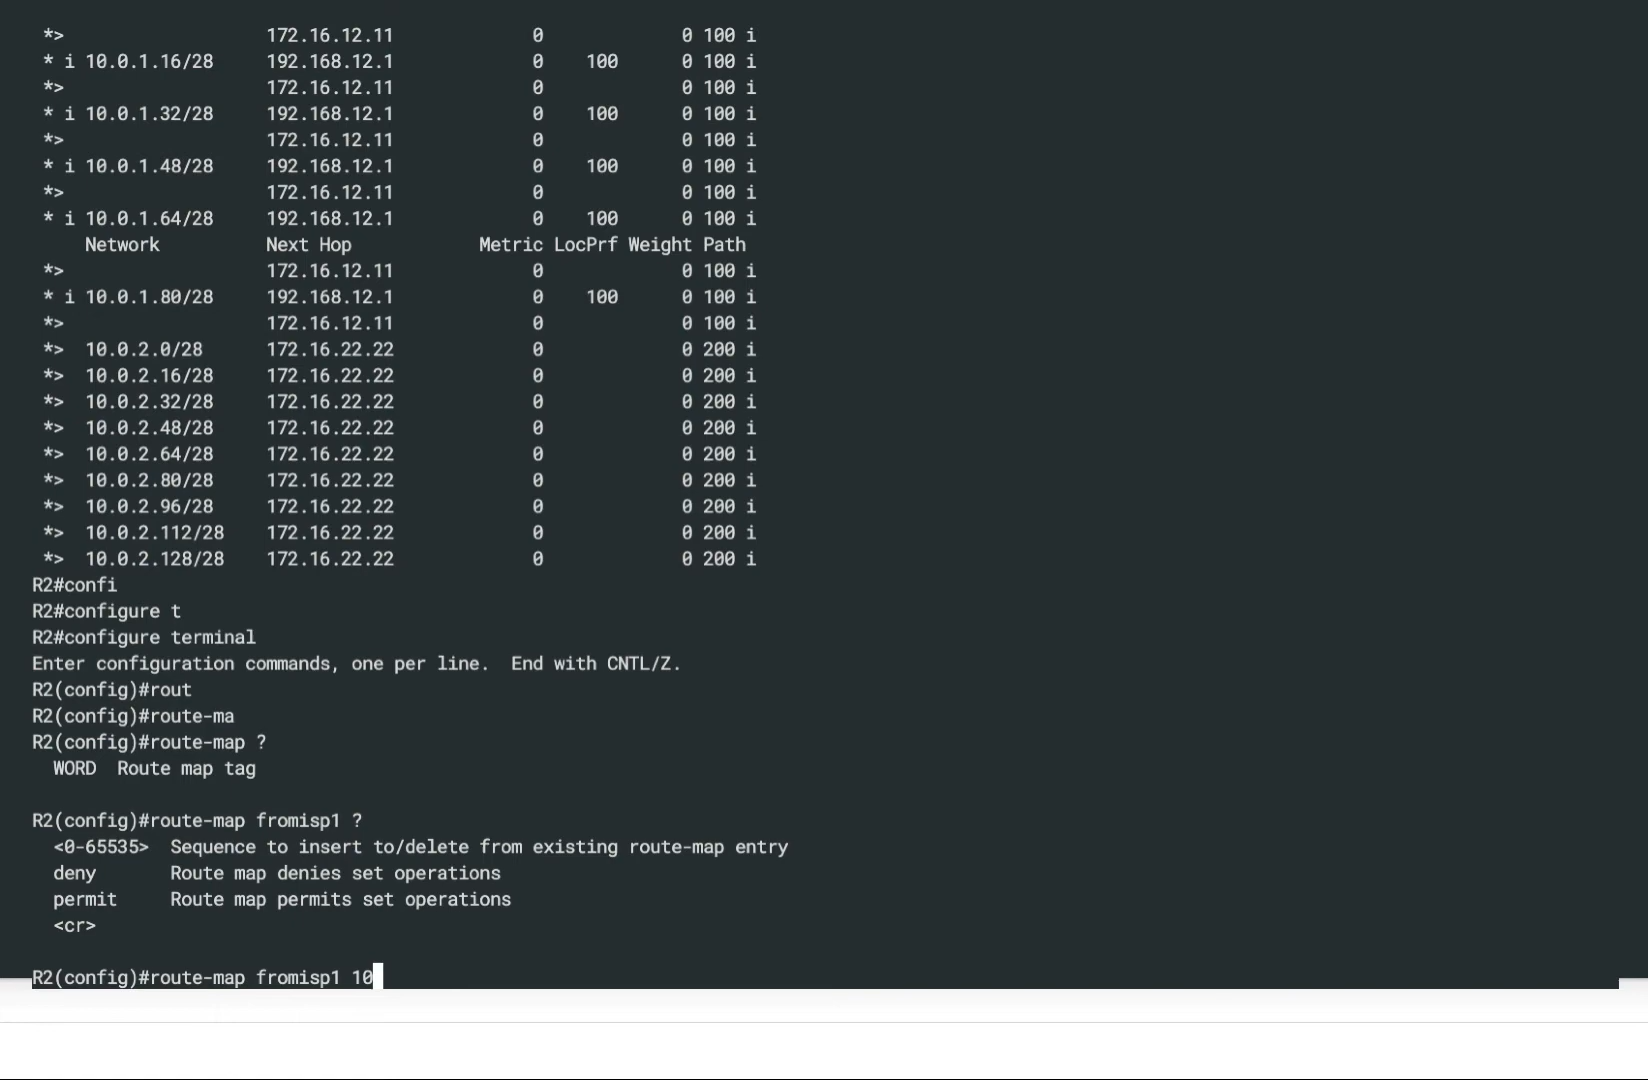 *>                   172.16.12.11             0             0 100 i
* i 10.0.1.16/28     192.168.12.1             0    100      0 100 i
*>                   172.16.12.11             0             0 100 i
* i 10.0.1.32/28     192.168.12.1             0    100      0 100 i
*>                   172.16.12.11             0             0 100 i
* i 10.0.1.48/28     192.168.12.1             0    100      0 100 i
*>                   172.16.12.11             0             0 100 i
* i 10.0.1.64/28     192.168.12.1             0    100      0 100 i
    Network          Next Hop            Metric LocPrf Weight Path
*>                   172.16.12.11             0             0 100 i
* i 10.0.1.80/28     192.168.12.1             0    100      0 100 i
*>                   172.16.12.11             0             0 100 i
*>  10.0.2.0/28      172.16.22.22             0             0 200 i
*>  10.0.2.16/28     172.16.22.22             0             0 200 i
*>  10.0.2.32/28     172.16.22.22             0             0 200 i
*>  10.0.2.48/28     172.16.22.22             0             0 200 i
*>  10.0.2.64/28     172.16.22.22             0             0 200 i
*>  10.0.2.80/28     172.16.22.22             0             0 200 i
*>  10.0.2.96/28     172.16.22.22             0             0 200 i
*>  10.0.2.112/28    172.16.22.22             0             0 200 i
*>  10.0.2.128/28    172.16.22.22             0             0 200 i
R2#confi
R2#configure t
R2#configure terminal
Enter configuration commands, one per line.  End with CNTL/Z.
R2(config)#rout
R2(config)#route-ma
R2(config)#route-map ?
  WORD  Route map tag
R2(config)#route-map fromisp1 ?
  <0-65535>  Sequence to insert to/delete from existing route-map entry
  deny       Route map denies set operations
  permit     Route map permits set operations
  <cr>
R2(config)#route-map fromisp1 10